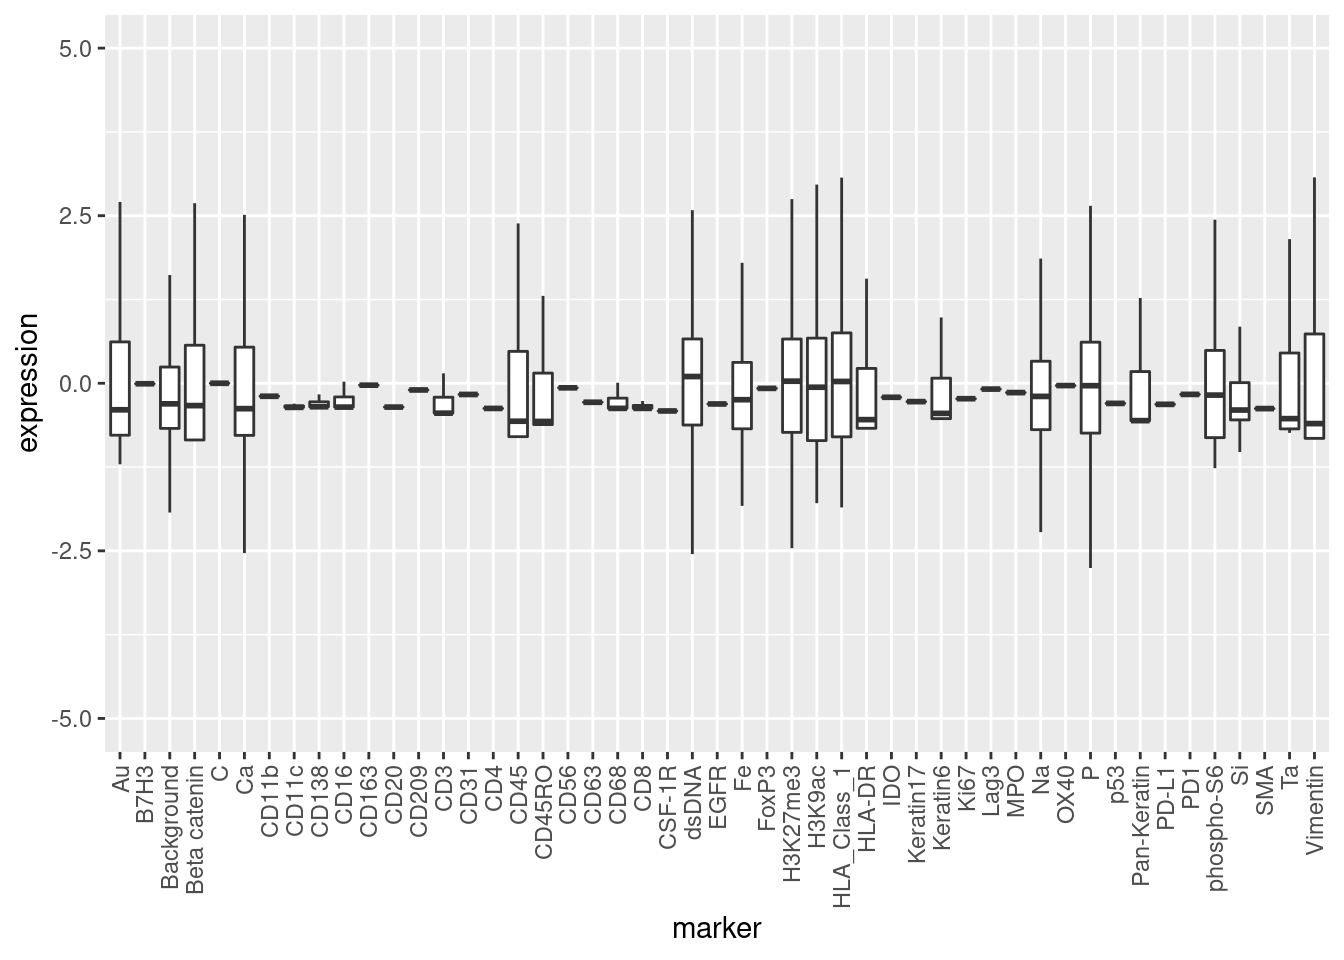 expression
5.0
2.5
0.0
-2.5
-5.0
Au
B7H3
Background
Beta catenin
C
Ca
CD11b
CD11c
CD138
CD16
CD163
CD20
CD209
CD3
CD31
CD4
CD45
CD45RO
CD56
CD63
CD68
CD8
CSF-1R
dsDNA
EGFR
Fe
FoxP3
H3K27me3
H3K9ac
HLA_Class_1
HLA-DR
IDO
Keratin17
Keratin6
Ki67
Lag3
MPO
Na
OX40
P
p53
Pan-Keratin
PD-L1
PD1
phospho-S6
Si
SMA
Ta
Vimentin
marker